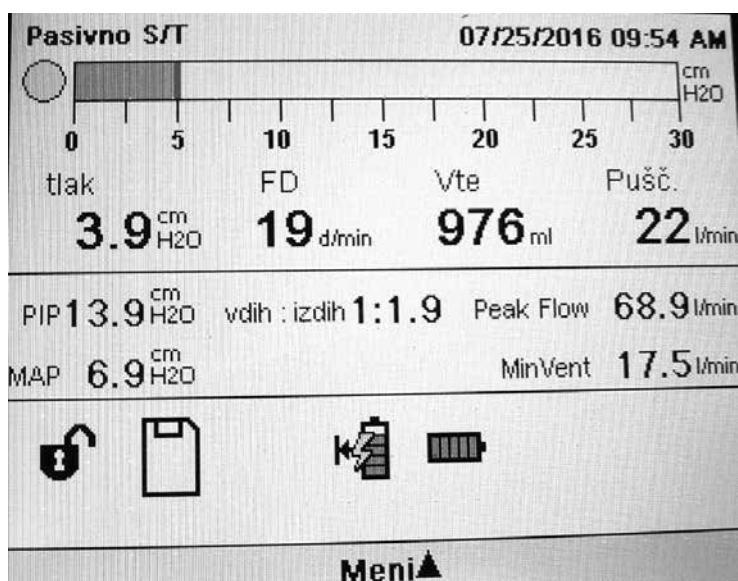 Pasivno S/T 07/25/2016 09:54 AM
cm
H2O
0 5 10 15 20 25 30
tlak FD Vte Pušč.
3.9 cm H2O 19 d/min 976 ml 22 l/min
PIP 13.9 cm H2O vdih : izdih 1:1.9 Peak Flow 68.9 l/min
MAP 6.9 cm H2O MinVent 17.5 l/min
Meni